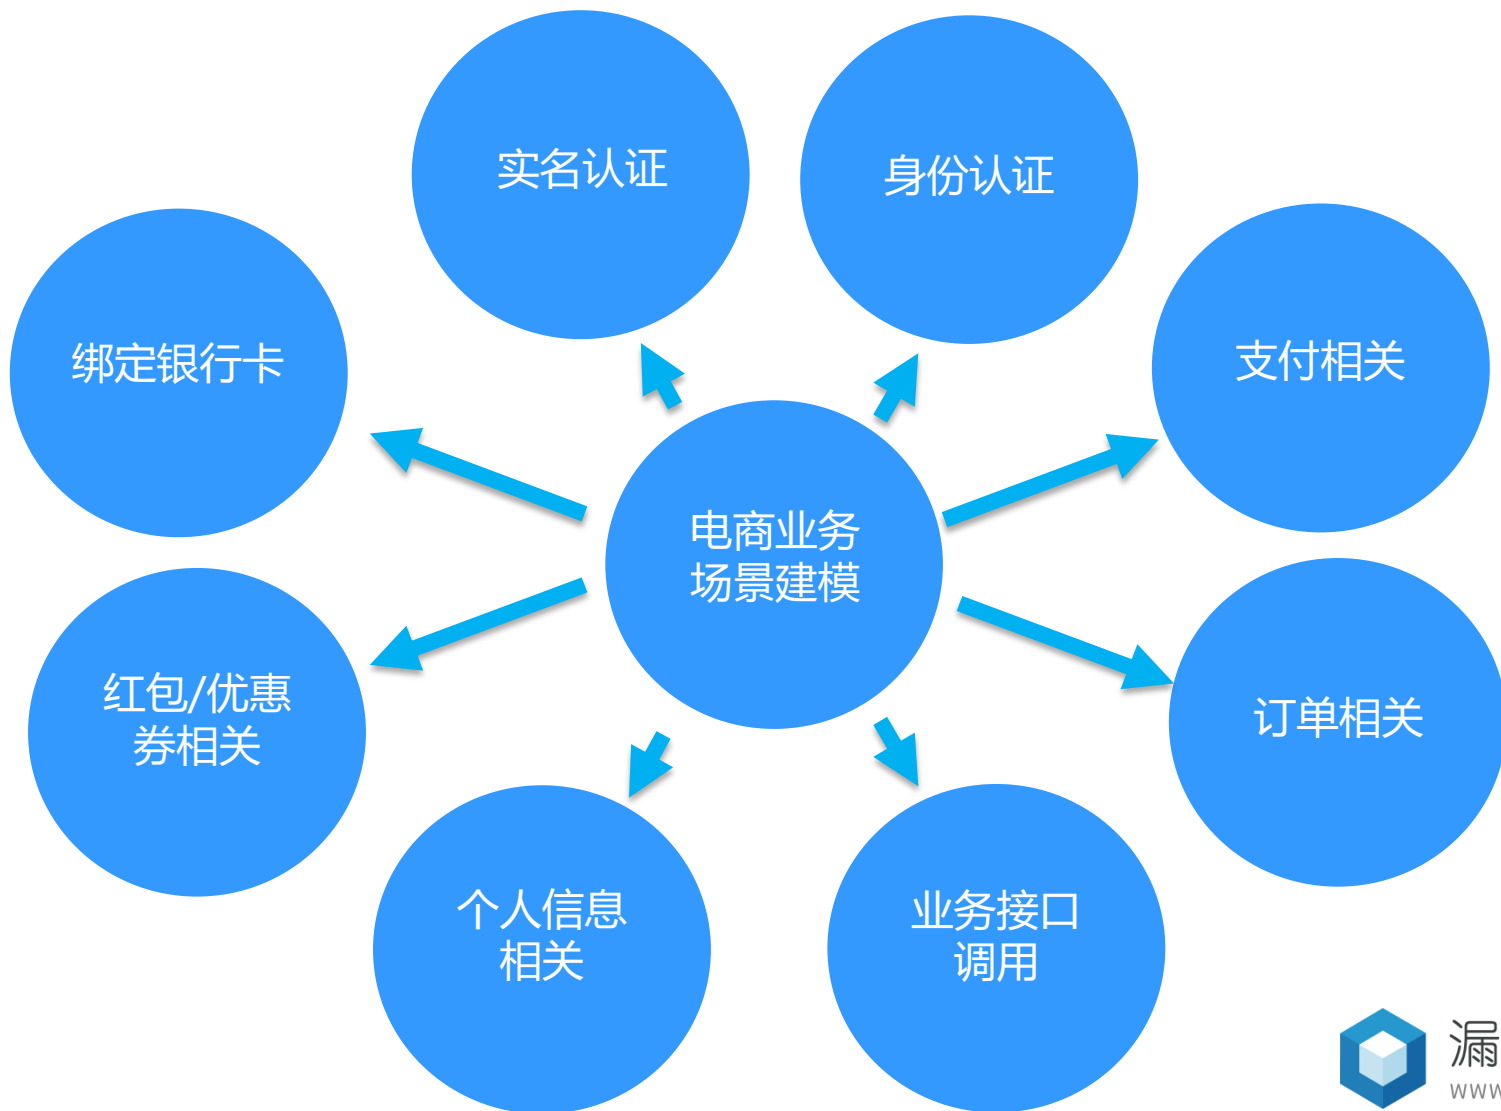 实名认证
身份认证
绑定银行卡
支付相关
电商业务
场景建模
红包/优惠
券相关
订单相关
个人信息
相关
业务接口
调用
漏
www